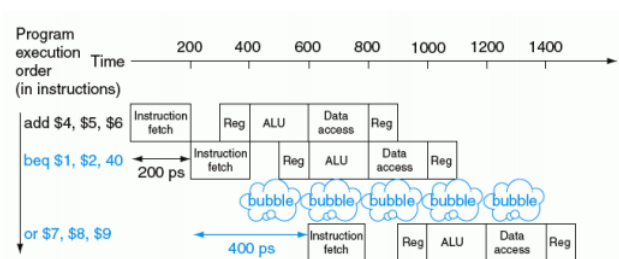 Program
execution
order
(in instructions)
Time
200 400 600 800 1000 1200 1400
add $4, $5, $6
Instruction
fetch
Reg
ALU
Data
access
Reg
beq $1, $2, 40
200 ps
Instruction
fetch
Reg
ALU
Data
access
Reg
bubble bubble bubble bubble bubble
or $7, $8, $9
400 ps
Instruction
fetch
Reg
ALU
Data
access
Reg